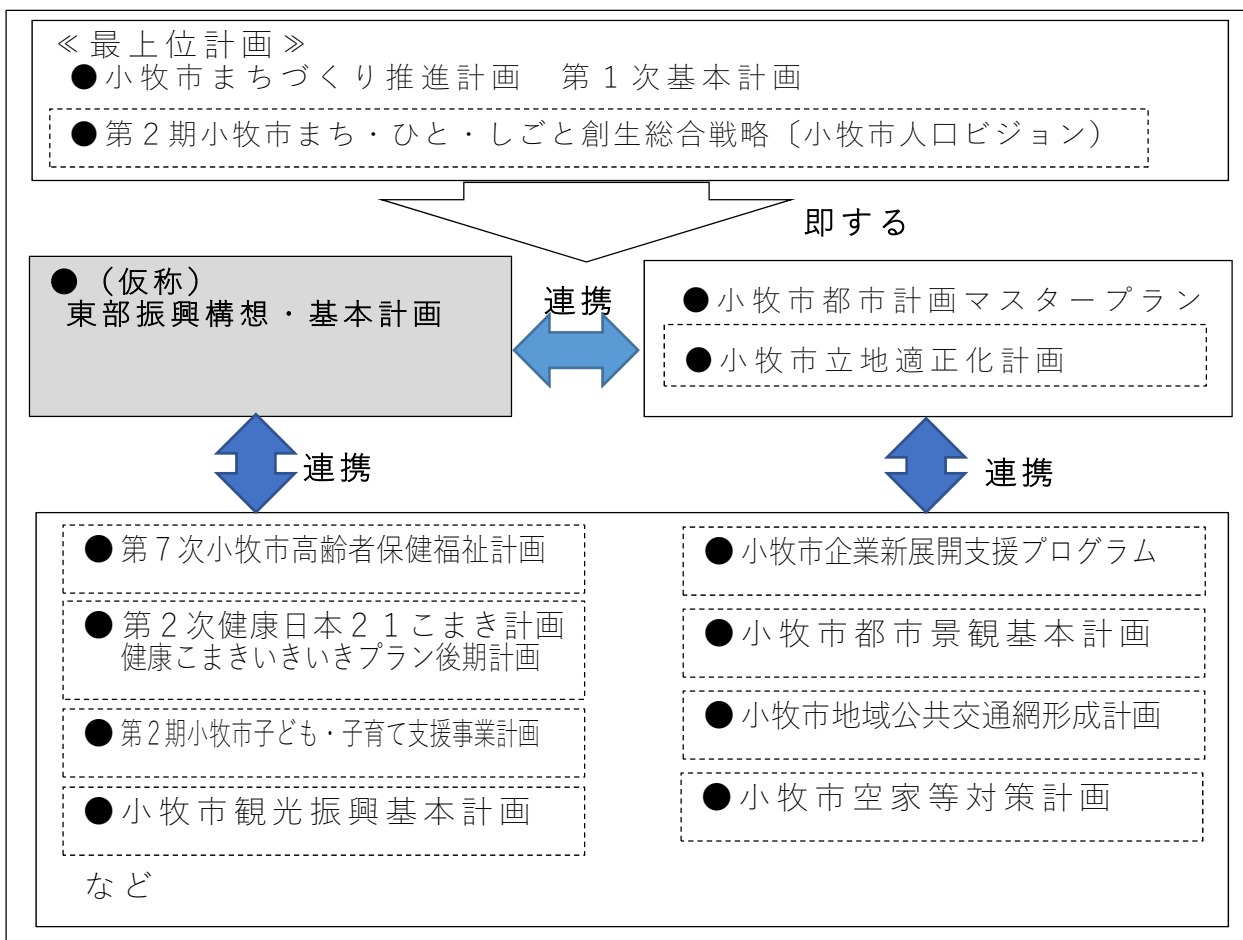 ≪最上位計画≫
●小牧市まちづくり推進計画　第１次基本計画
●第２期小牧市まち・ひと・しごと創生総合戦略〔小牧市人口ビジョン）
即する
●（仮称）
東部振興構想・基本計画
連携
●小牧市都市計画マスタープラン
●小牧市立地適正化計画
連携
連携
●第７次小牧市高齢者保健福祉計画
●第２次健康日本２１こまき計画
健康こまきいきいきプラン後期計画
●第２期小牧市子ども・子育て支援事業計画
●小牧市観光振興基本計画
など
●小牧市企業新展開支援プログラム
●小牧市都市景観基本計画
●小牧市地域公共交通網形成計画
●小牧市空家等対策計画